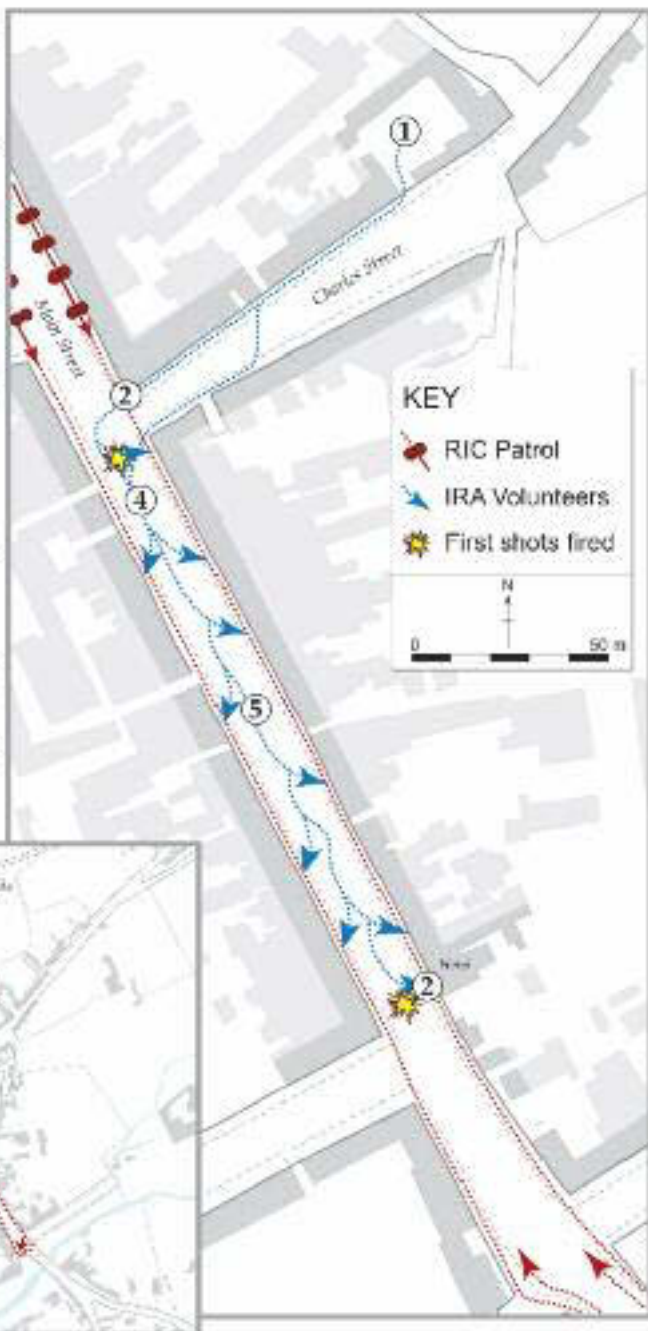 ①
Charles Street
Main Street
②
④
KEY
RIC Patrol
IRA Volunteers
First shots fired
N
0 50 m
⑤
②